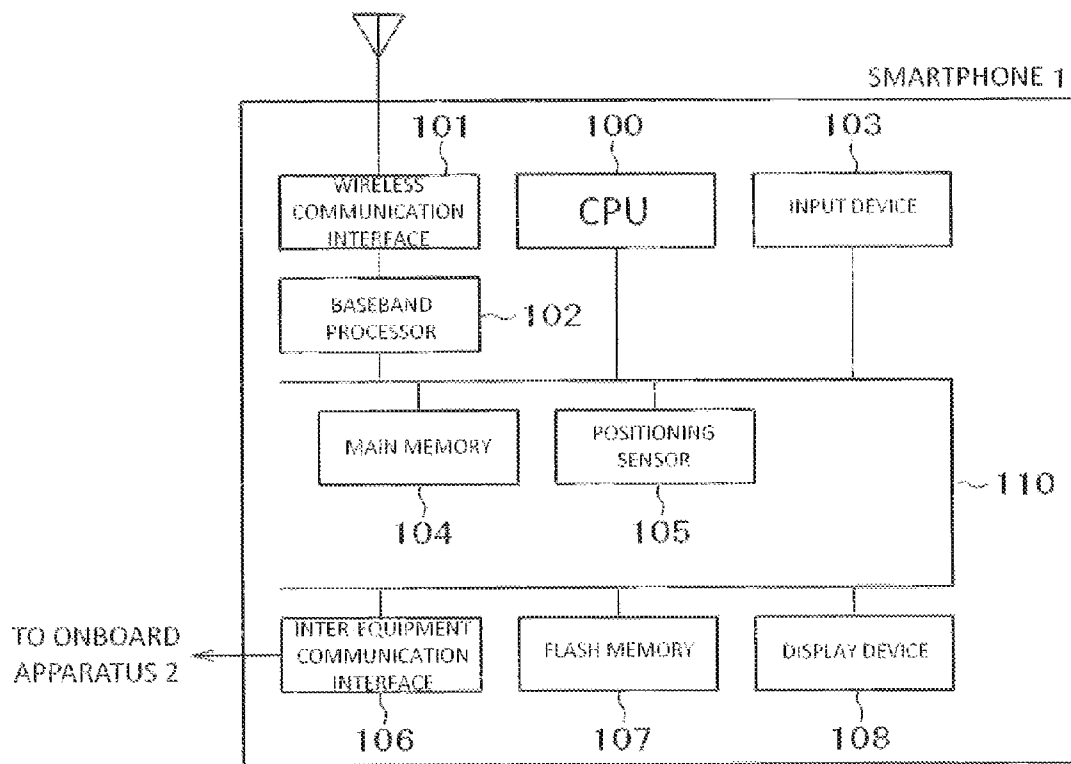 SMARTPHONE 1
101
100
103
WIRELESS
COMMUNICATION
INTERFACE
CPU
INPUT DEVICE
BASEBAND
PROCESSOR
102
MAIN MEMORY
POSITIONING
SENSOR
110
104
105
TO ONBOARD
APPARATUS 2
INTER EQUIPMENT
COMMUNICATION
INTERFACE
FLASH MEMORY
DISPLAY DEVICE
106
107
108